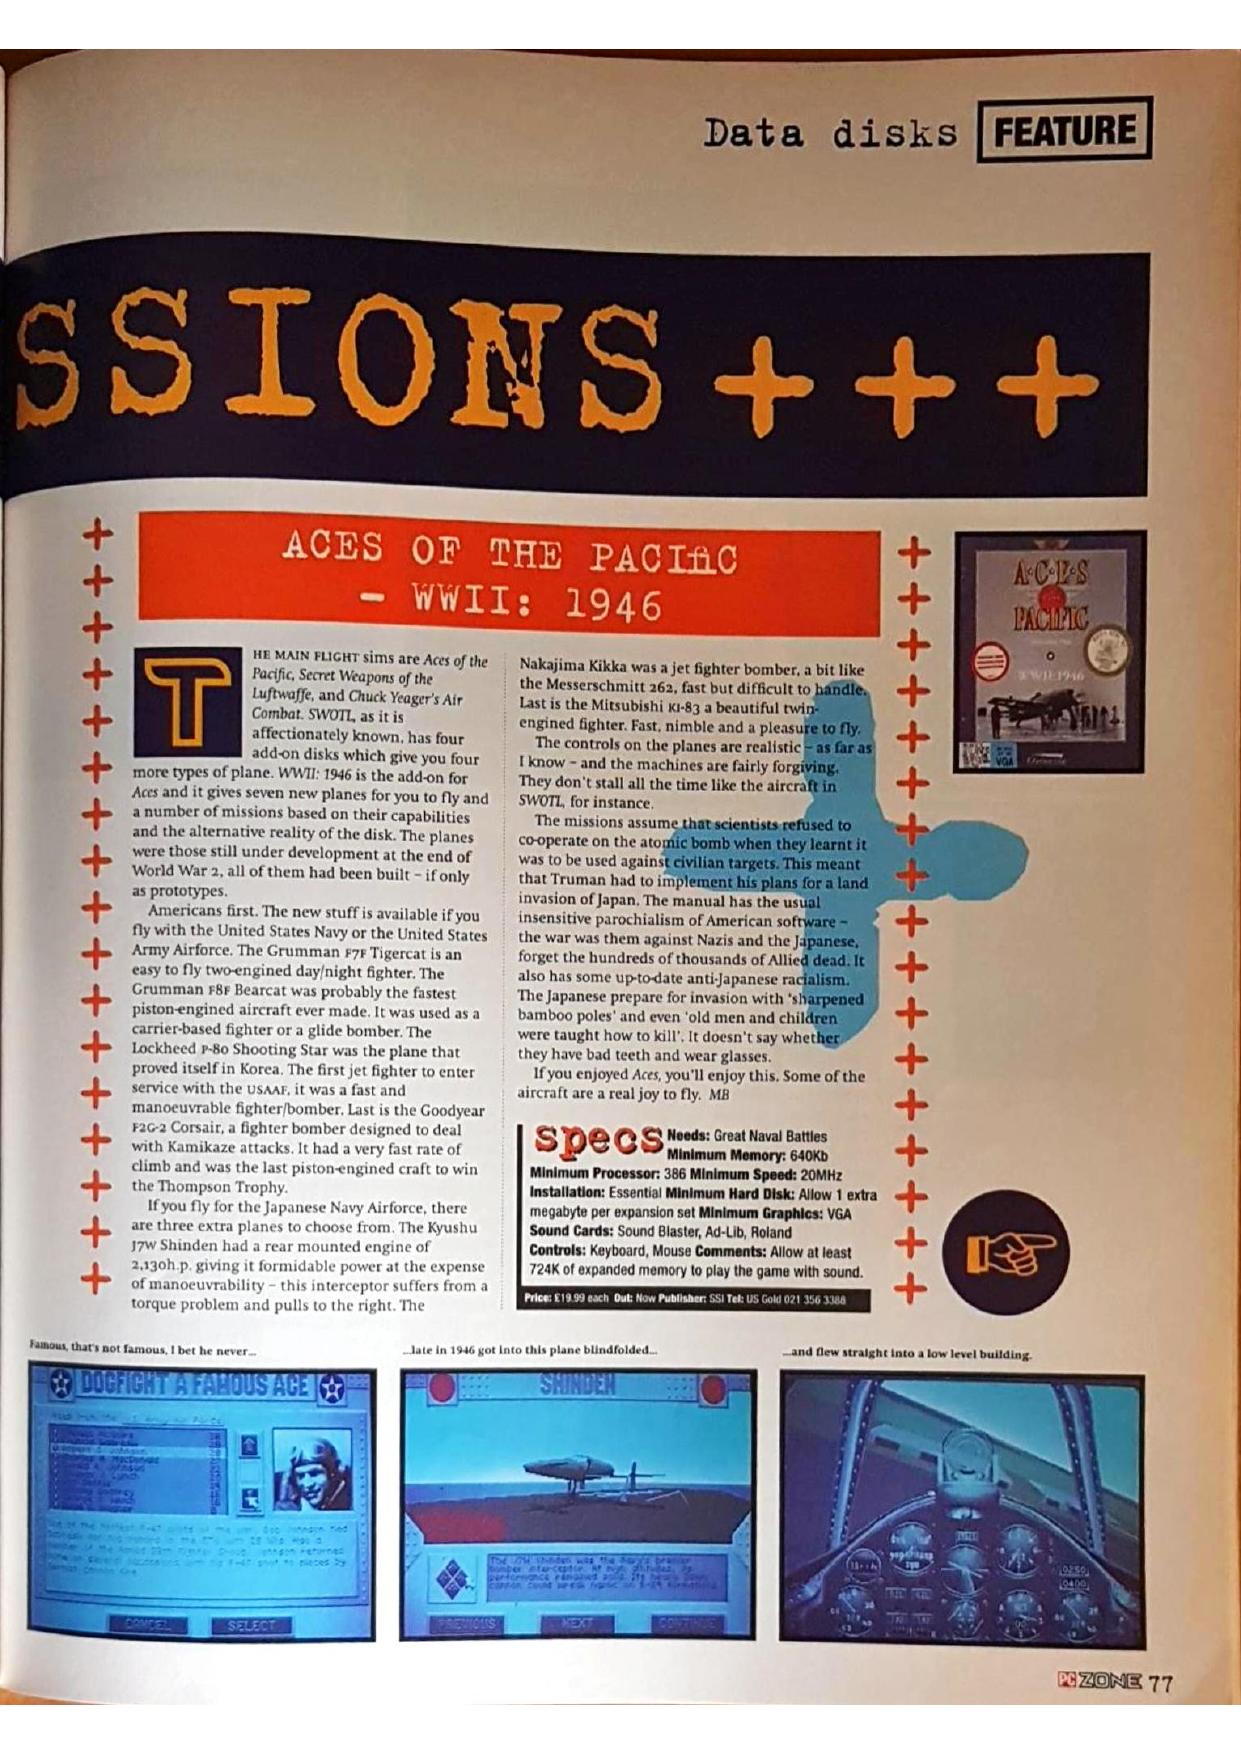 Data disks FEATURE
SSIONS+++
ACES OF THE PACIfic
– WWII: 1946
THE MAIN FLIGHT sims are Aces of the
Pacific, Secret Weapons of the
Luftwaffe, and Chuck Yeager's Air
Combat. SWOTL, as it is
affectionately known, has four
add-on disks which give you four
more types of plane. WWII: 1946 is the add-on for
Aces and it gives seven new planes for you to fly and
a number of missions based on their capabilities
and the alternative reality of the disk. The planes
were those still under development at the end of
World War 2, all of them had been built – if only
as prototypes.
Americans first. The new stuff is available if you
fly with the United States Navy or the United States
Army Airforce. The Grumman F7F Tigercat is an
easy to fly two-engined day/night fighter. The
Grumman F8F Bearcat was probably the fastest
piston-engined aircraft ever made. It was used as a
carrier-based fighter or a glide bomber. The
Lockheed P-80 Shooting Star was the plane that
proved itself in Korea. The first jet fighter to enter
service with the USAAF, it was a fast and
manoeuvrable fighter/bomber. Last is the Goodyear
F2G-2 Corsair, a fighter bomber designed to deal
with Kamikaze attacks. It had a very fast rate of
climb and was the last piston-engined craft to win
the Thompson Trophy.
If you fly for the Japanese Navy Airforce, there
are three extra planes to choose from. The Kyushu
J7W Shinden had a rear mounted engine of
2,130h.p. giving it formidable power at the expense
of manoeuvrability – this interceptor suffers from a
torque problem and pulls to the right. The
Nakajima Kikka was a jet fighter bomber, a bit like
the Messerschmitt 262, fast but difficult to handle.
Last is the Mitsubishi KI-83 a beautiful twin-
engined fighter. Fast, nimble and a pleasure to fly.
The controls on the planes are realistic – as far as
I know – and the machines are fairly forgiving.
They don't stall all the time like the aircraft in
SWOTL, for instance.
The missions assume that scientists refused to
co-operate on the atomic bomb when they learnt it
was to be used against civilian targets. This meant
that Truman had to implement his plans for a land
invasion of Japan. The manual has the usual
insensitive parochialism of American software –
the war was them against Nazis and the Japanese,
forget the hundreds of thousands of Allied dead. It
also has some up-to-date anti-Japanese racialism.
The Japanese prepare for invasion with 'sharpened
bamboo poles' and even 'old men and children
were taught how to kill'. It doesn't say whether
they have bad teeth and wear glasses.
If you enjoyed Aces, you'll enjoy this. Some of the
aircraft are a real joy to fly. MB
A·C·E·S
PACIFIC
WWII:1946
VGA
specs Needs: Great Naval Battles
Minimum Memory: 640Kb
Minimum Processor: 386 Minimum Speed: 20MHz
Installation: Essential Minimum Hard Disk: Allow 1 extra
megabyte per expansion set Minimum Graphics: VGA
Sound Cards: Sound Blaster, Ad-Lib, Roland
Controls: Keyboard, Mouse Comments: Allow at least
724K of expanded memory to play the game with sound.
Price: £19.99 each Out: Now Publisher: SSI Tel: US Gold 021 356 3388
Famous, that's not famous, I bet he never...
...late in 1946 got into this plane blindfolded...
...and flew straight into a low level building.
DOGFIGHT A FAMOUS ACE
CANCEL SELECT
SHINDEN
PREVIOUS NEXT CONTINUE
PC ZONE 77